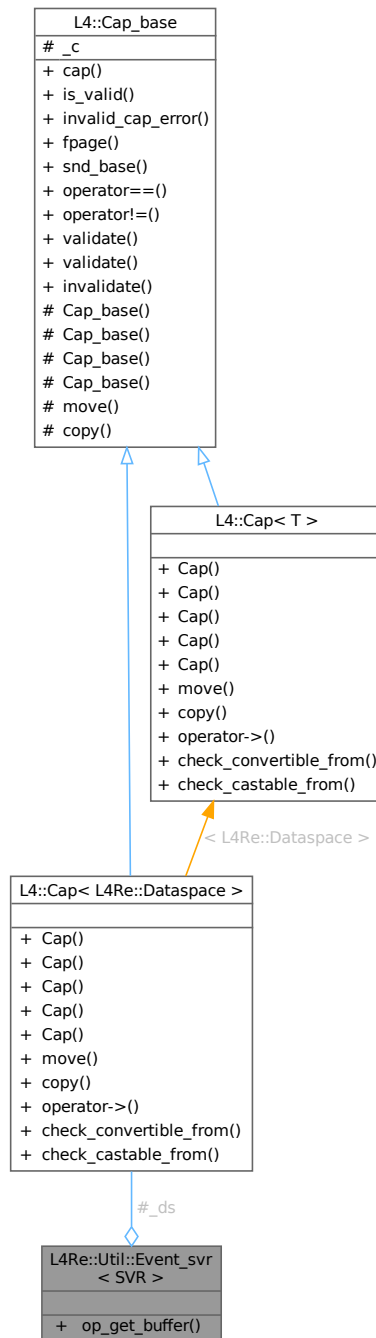 L4::Cap_base
# _c
+ cap()
+ is_valid()
+ invalid_cap_error()
+ fpage()
+ snd_base()
+ operator==()
+ operator!=()
+ validate()
+ validate()
+ invalidate()
# Cap_base()
# Cap_base()
# Cap_base()
# Cap_base()
# move()
# copy()
L4::Cap< T >
+ Cap()
+ Cap()
+ Cap()
+ Cap()
+ Cap()
+ move()
+ copy()
+ operator->()
+ check_convertible_from()
+ check_castable_from()
< L4Re::Dataspace >
L4::Cap< L4Re::Dataspace >
+ Cap()
+ Cap()
+ Cap()
+ Cap()
+ Cap()
+ move()
+ copy()
+ operator->()
+ check_convertible_from()
+ check_castable_from()
#_ds
L4Re::Util::Event_svr
< SVR >
+ op_get_buffer()